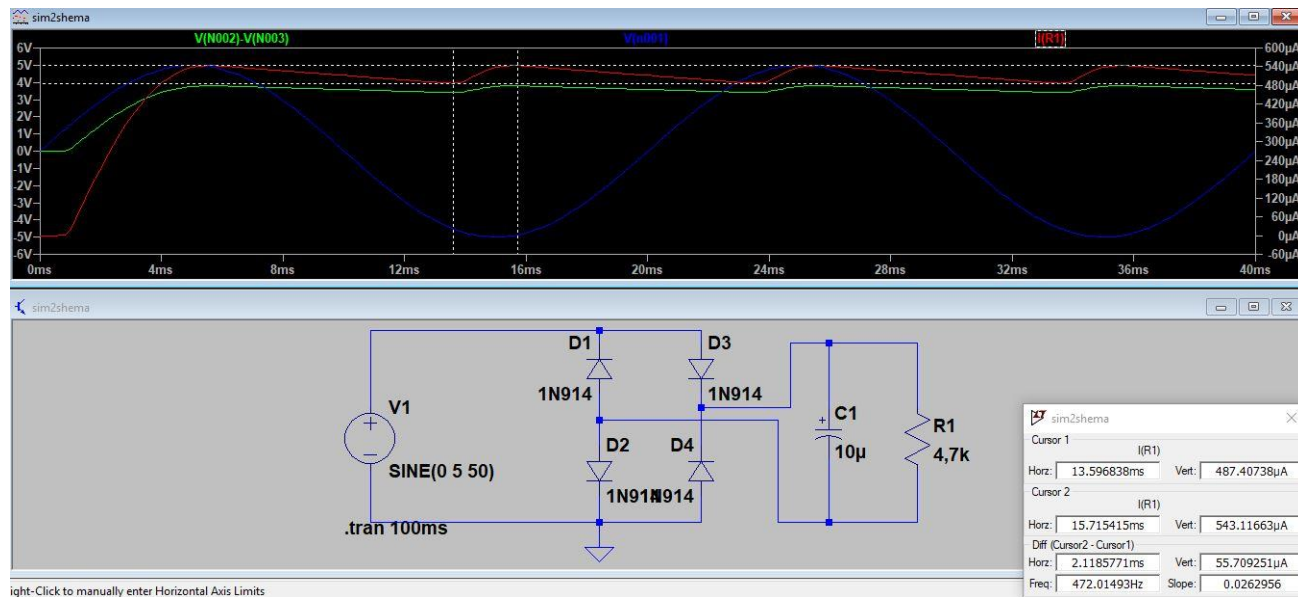 sim2shema
V(N002)-V(N003) V(n001) I(R1)
6V 600µA
5V 540µA
4V 480µA
3V 420µA
2V 360µA
1V 300µA
0V 240µA
-1V 180µA
-2V 120µA
-3V 60µA
-4V 0µA
-5V -60µA
-6V
0ms 4ms 8ms 12ms 16ms 20ms 24ms 28ms 32ms 36ms 40ms
sim2shema
D1 D3
1N914 1N914
V1
SINE(0 5 50)
D2 D4
1N914 1N914
C1
10µ
R1
4,7k
.tran 100ms
sim2shema
Cursor 1
I(R1)
Horz: 13.596838ms Vert: 487.40738µA
Cursor 2
I(R1)
Horz: 15.715415ms Vert: 543.11663µA
Diff (Cursor2 - Cursor1)
Horz: 2.1185771ms Vert: 55.709251µA
Freq: 472.01493Hz Slope: 0.0262956
ight-Click to manually enter Horizontal Axis Limits